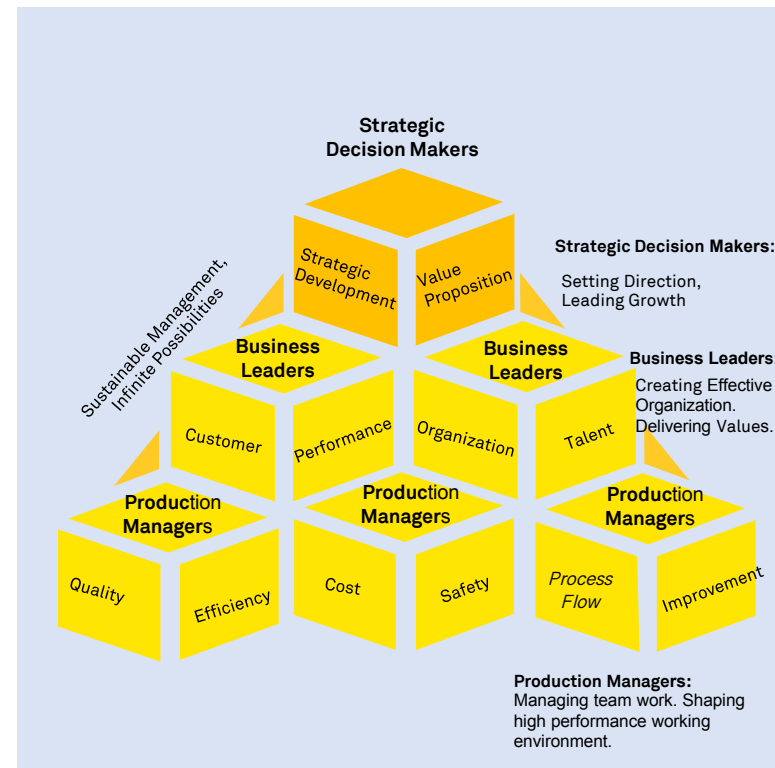 Strategic
Decision Makers
Strategic
Development
Value
Proposition
Strategic Decision Makers:
Setting Direction,
Leading Growth
Sustainable Management,
Infinite Possibilities
Business
Leaders
Business
Leaders
Business Leaders
Creating Effective
Organization.
Delivering Values.
Customer
Performance
Organization
Talent
Production
Managers
Production
Managers
Production
Managers
Quality
Efficiency
Cost
Safety
Process
Flow
Improvement
Production Managers:
Managing team work. Shaping
high performance working
environment.